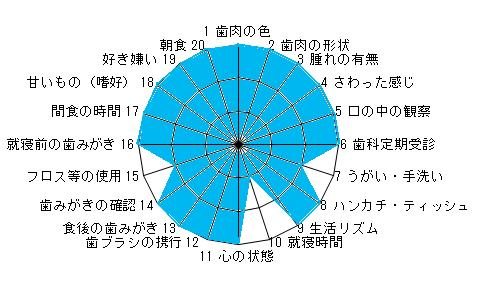 1 歯肉の色
2 歯肉の形状
3 腫れの有無
4 さわった感じ
5 口の中の観察
6 歯科定期受診
7 うがい・手洗い
8 ハンカチ・ティッシュ
9 生活リズム
10 就寝時間
11 心の状態
歯ブラシの携行 12
食後の歯みがき 13
歯みがきの確認 14
フロス等の使用 15
就寝前の歯みがき 16
間食の時間 17
甘いもの（嗜好） 18
好き嫌い 19
朝食 20